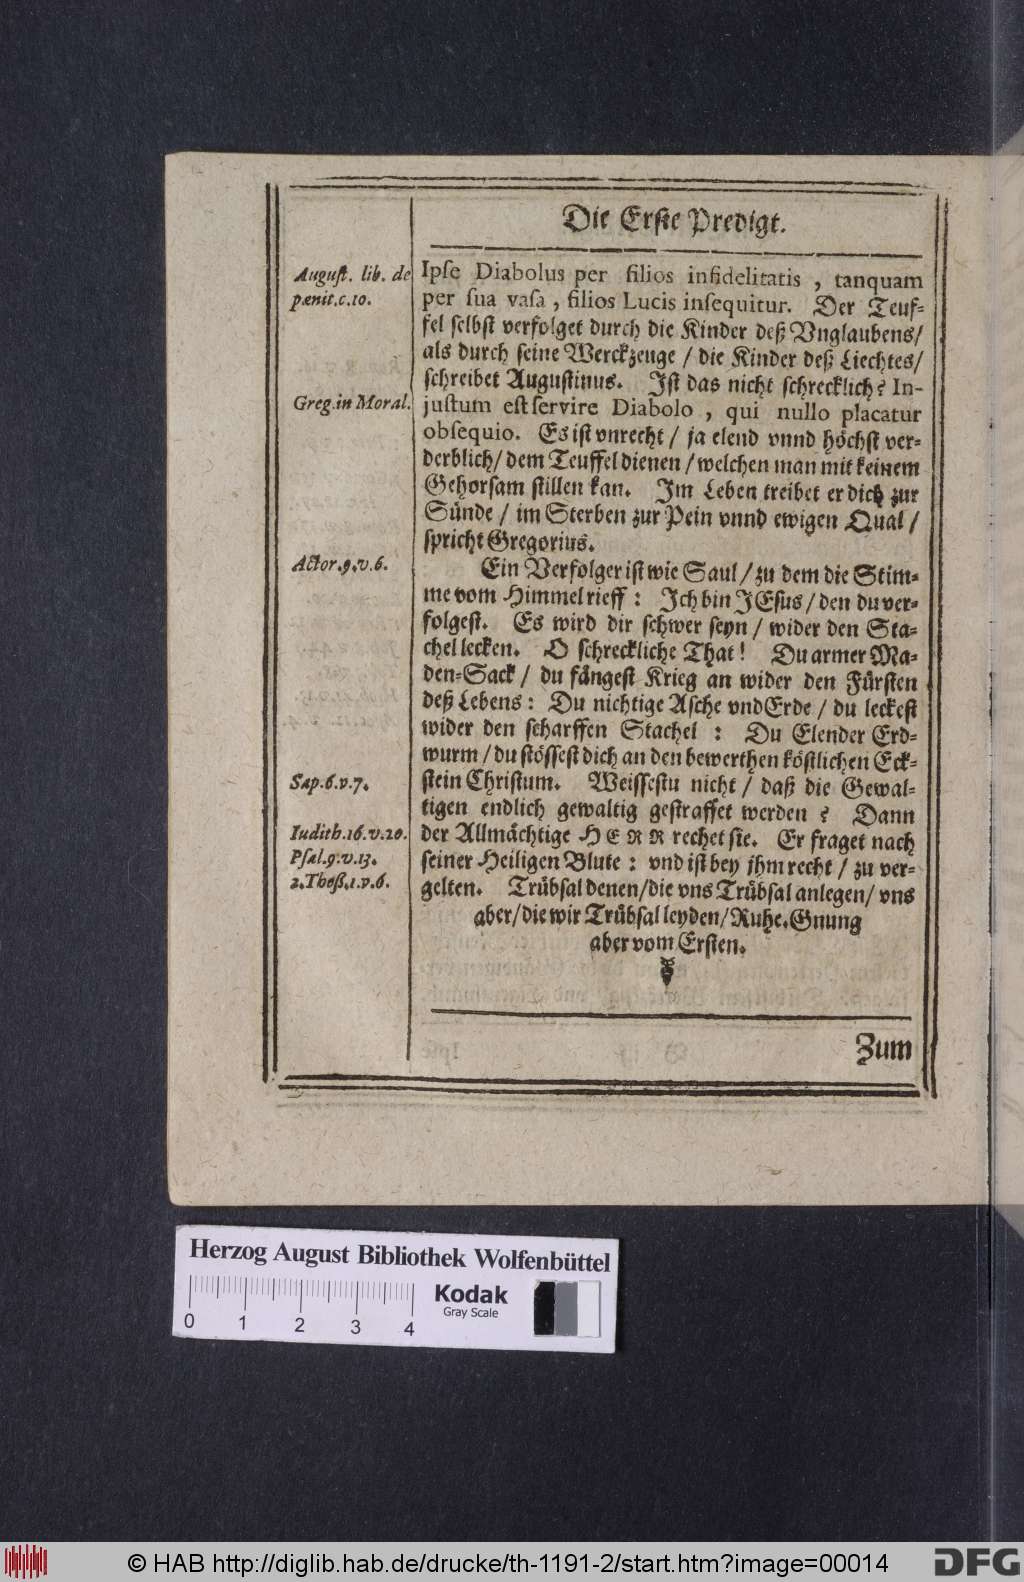 Die Erste Predigt.
August. lib. de
pænit.c.10.
Ipſe Diabolus per filios infidelitatis, tanquam
per ſua vaſa, filios Lucis inſequitur. Der Teuf-
fel ſelbſt verfolget durch die Kinder deß Vnglaubens/
als durch ſeine Werckzeuge / die Kinder deß Liechtes/
ſchreibet Auguſtinus. Iſt das nicht ſchrecklich? In-
Greg.in Moral.
juſtum eſt ſervire Diabolo, qui nullo placatur
obſequio. Es iſt vnrecht / ja elend vnnd höchſt ver-
derblich/ dem Teuffel dienen / welchen man mit keinem
Gehorſam ſtillen kan. Im Leben treibet er dich zur
Sünde / im Sterben zur Pein vnnd ewigen Qual /
ſpricht Gregorius.
Actor.9.v.6.
Ein Verfolger iſt wie Saul / zu dem die Stim-
me vom Himmel rieff: Ich bin JEſus / den du ver-
folgeſt. Es wird dir ſchwer ſeyn / wider den Sta-
chel lecken. O ſchreckliche That! Du armer Ma-
den-Sack / du fängeſt Krieg an wider den Fürſten
deß Lebens: Du nichtige Aſche vnd Erde / du leckeſt
wider den ſcharffen Stachel: Du Elender Erd-
wurm / du ſtöſſeſt dich an den bewerthen köſtlichen Eck-
Sap.6.v.7.
ſtein Chriſtum. Weiſſeſtu nicht / daß die Gewal-
tigen endlich gewaltig geſtraffet werden? Dann
Iudith.16.v.20.
der Allmächtige HERR rechet ſie. Er fraget nach
Pſal.9.v.13.
ſeiner Heiligen Blute: vnd iſt bey jhm recht / zu ver-
2.Theß.1.v.6.
gelten. Trübſal denen/die vns Trübſal anlegen/ vns
aber/die wir Trübſal leyden/ Ruhe. Gnung
aber vom Erſten.
Zum
Herzog August Bibliothek Wolfenbüttel
Kodak
Gray Scale
0 1 2 3 4
© HAB http://diglib.hab.de/drucke/th-1191-2/start.htm?image=00014
DFG